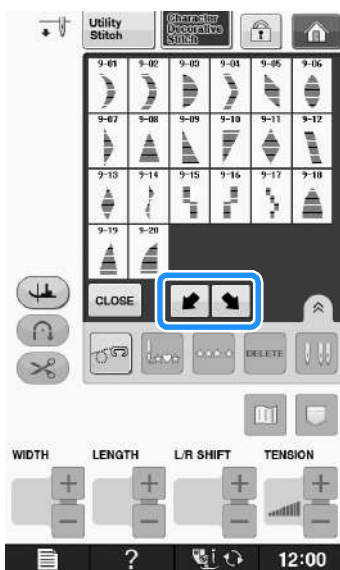 Utility Stitch
Character Decorative Stitch
9-01 9-02 9-03 9-04 9-05 9-06
9-07 9-08 9-09 9-10 9-11 9-12
9-13 9-14 9-15 9-16 9-17 9-18
9-19 9-20
CLOSE
DELETE
WIDTH LENGTH L/R SHIFT TENSION
+ + + +
− − − −
? 12:00